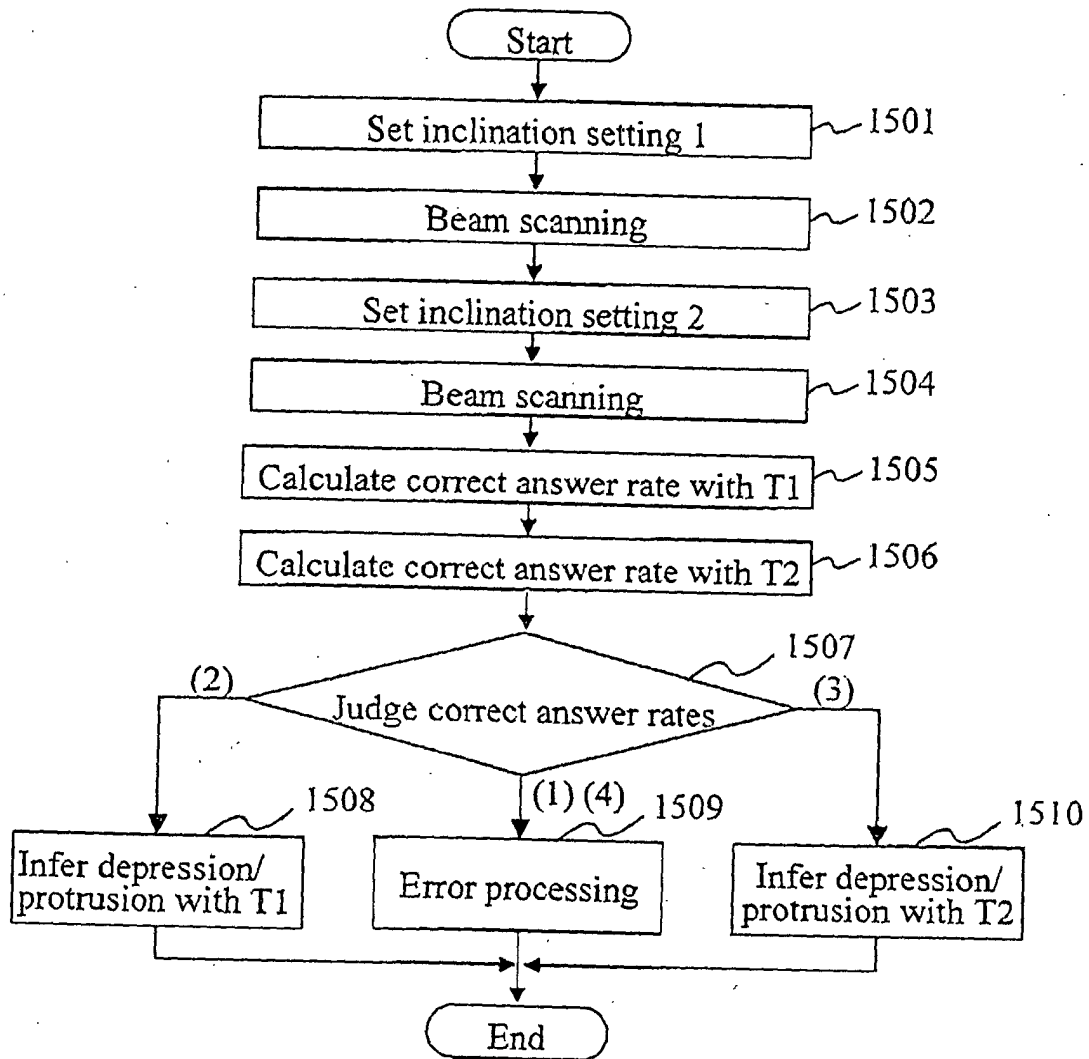 Start
Set inclination setting 1
1501
Beam scanning
1502
Set inclination setting 2
1503
Beam scanning
1504
Calculate correct answer rate with T1
1505
Calculate correct answer rate with T2
1506
1507
(2)
Judge correct answer rates
(3)
(1) (4)
1508
1509
1510
Infer depression/
protrusion with T1
Error processing
Infer depression/
protrusion with T2
End